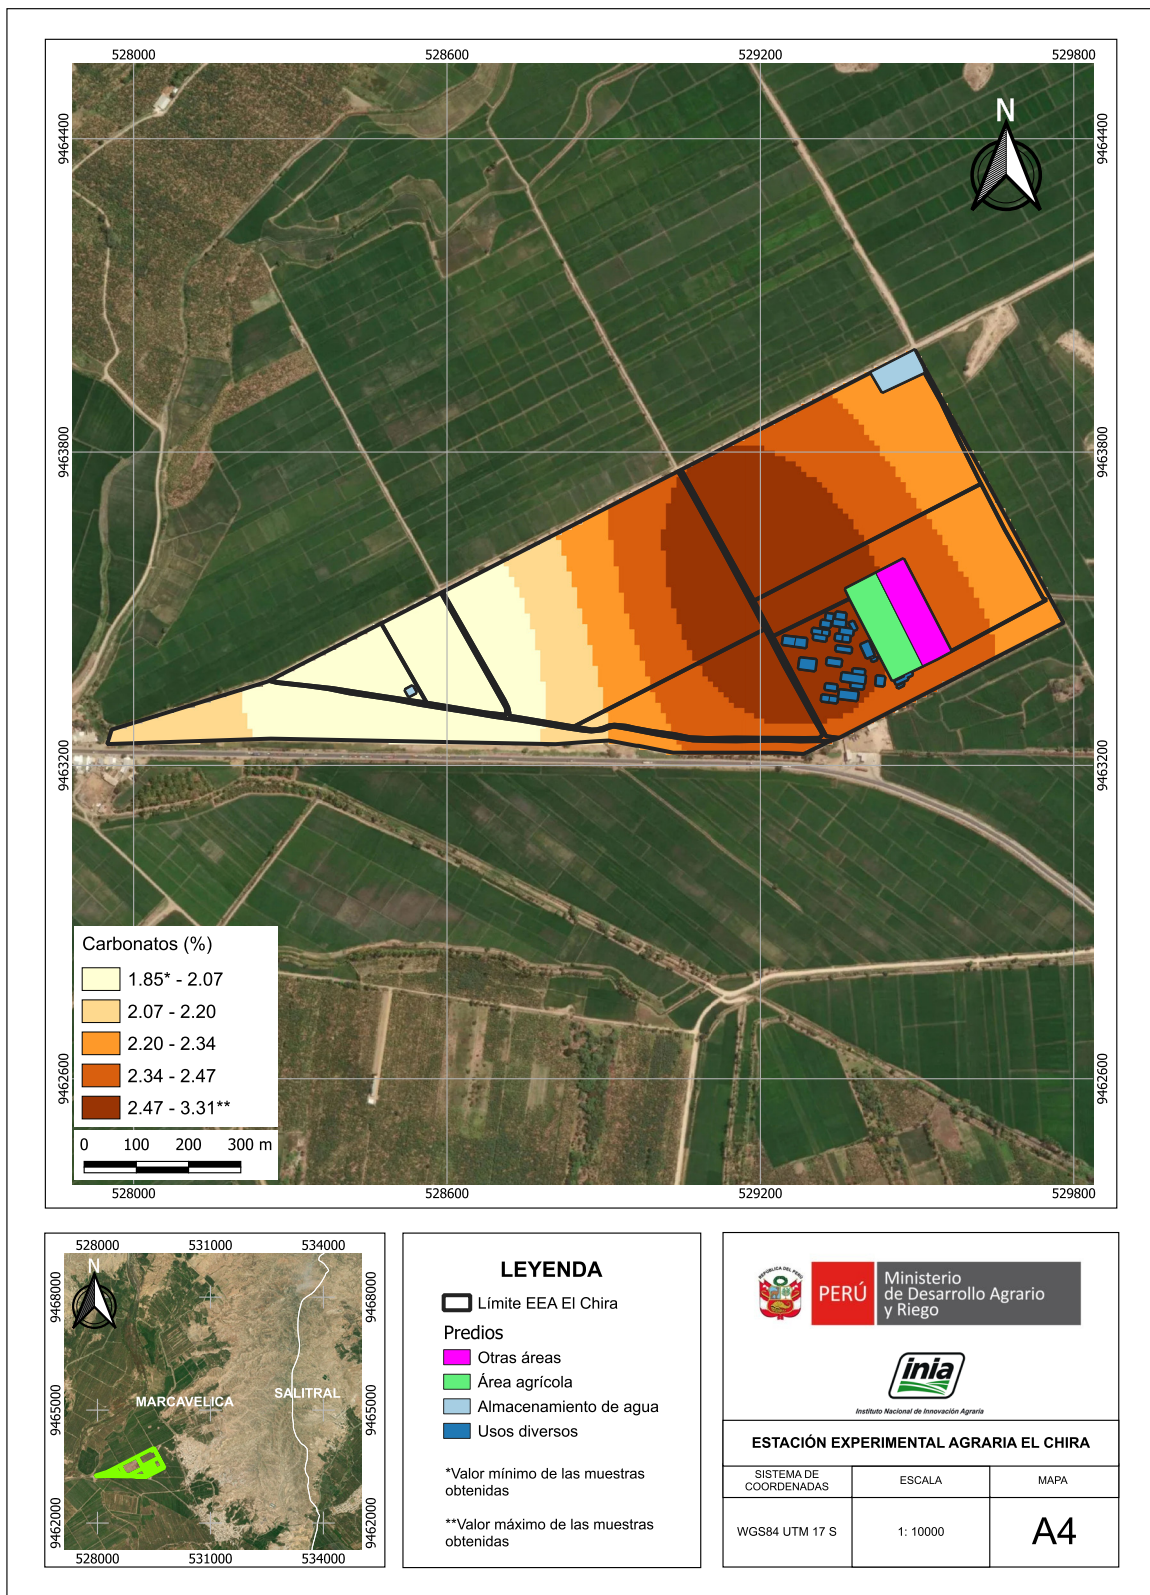 528000 528600 529200 529800
N
9464400 9464400
9463800 9463800
9463200 9463200
9462600 9462600
Carbonatos (%)
1.85* - 2.07
2.07 - 2.20
2.20 - 2.34
2.34 - 2.47
2.47 - 3.31**
0 100 200 300 m
528000 528600 529200 529800
528000 531000 534000
N
9468000 9468000
MARCAVELICA
SALITRAL
9465000 9465000
9462000 9462000
528000 531000 534000
LEYENDA
Límite EEA El Chira
Predios
Otras áreas
Área agrícola
Almacenamiento de agua
Usos diversos
*Valor mínimo de las muestras
obtenidas
**Valor máximo de las muestras
obtenidas
REPÚBLICA DEL PERÚ
PERÚ
Ministerio
de Desarrollo Agrario
y Riego
inia
Instituto Nacional de Innovación Agraria
ESTACIÓN EXPERIMENTAL AGRARIA EL CHIRA
SISTEMA DE
COORDENADAS
ESCALA
MAPA
WGS84 UTM 17 S
1: 10000
A4